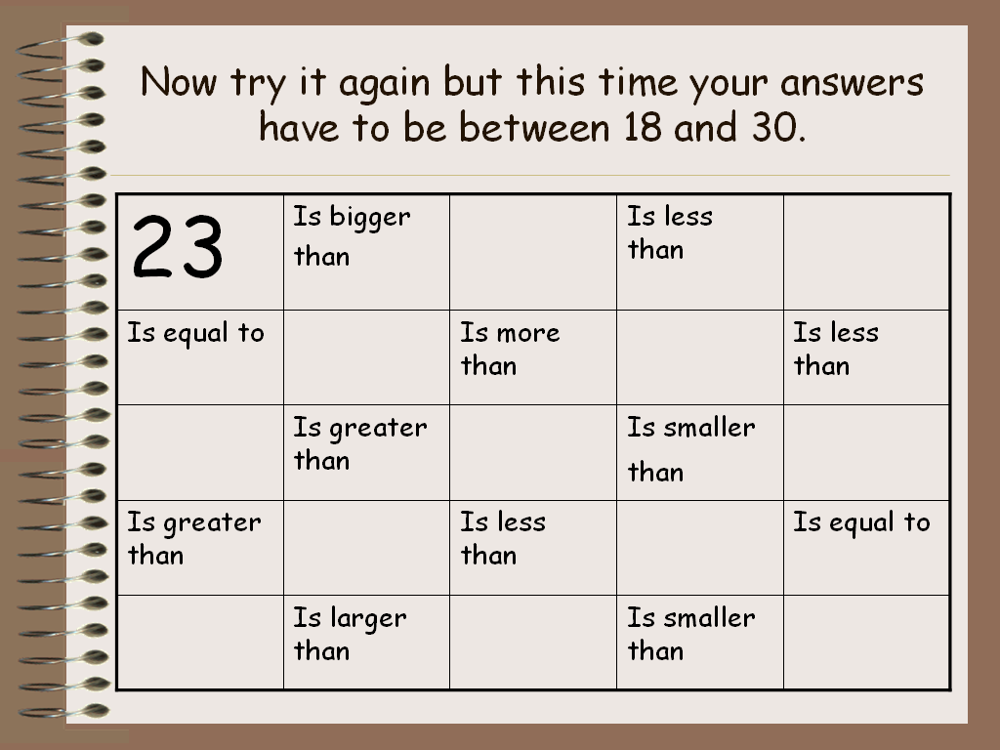 Now try it again but this time your answers
have to be between 18 and 30.
23
Is bigger
than
Is less
than
Is equal to
Is more
than
Is less
than
Is greater
than
Is smaller
than
Is greater
than
Is less
than
Is equal to
Is larger
than
Is smaller
than